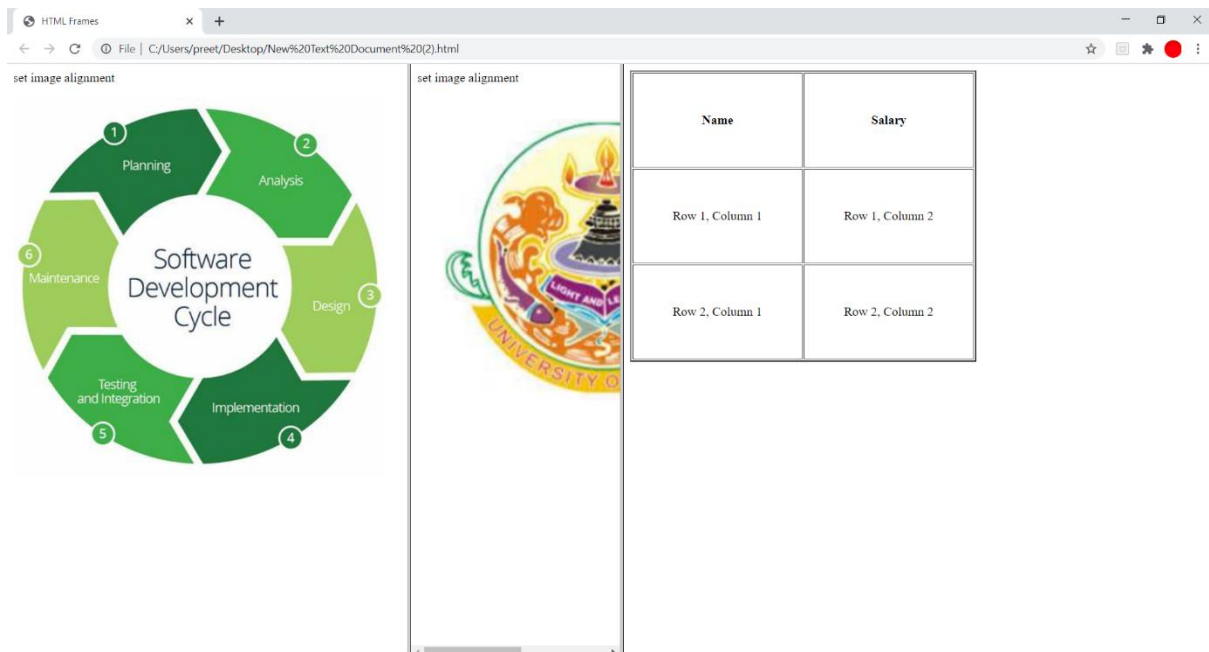 HTML Frames
File | C:/Users/preet/Desktop/New%20Text%20Document%20(2).html
set image alignment
1
Planning
2
Analysis
3
Design
4
Implementation
5
Testing
and Integration
6
Maintenance
Software
Development
Cycle
set image alignment
LIGHT AND LE
UNIVERSITY O
Name Salary
Row 1, Column 1 Row 1, Column 2
Row 2, Column 1 Row 2, Column 2